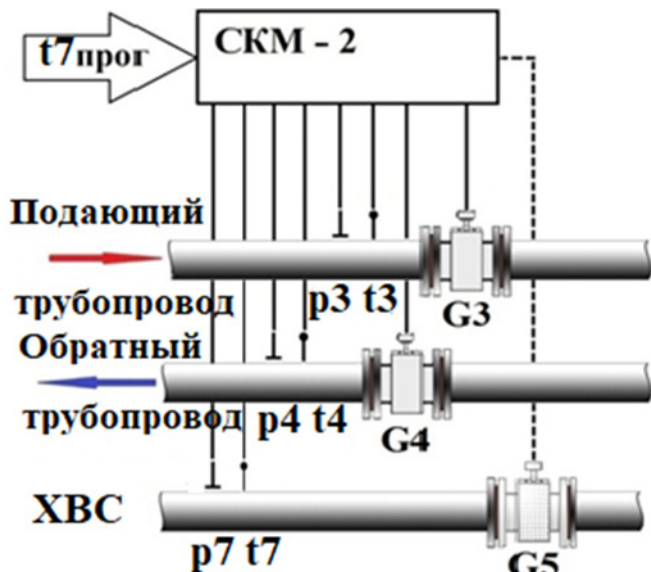 t7прог
СКМ - 2
Подающий
трубопровод
p3 t3
G3
Обратный
трубопровод
p4 t4
G4
ХВС
p7 t7
G5